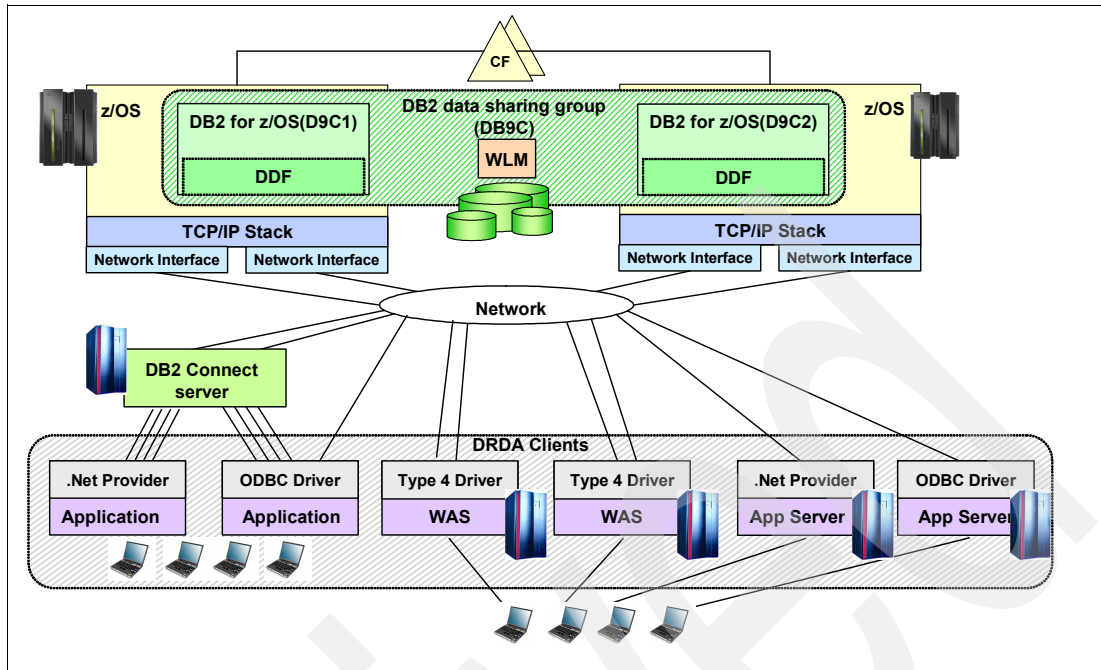 CF
z/OS
DB2 data sharing group
(DB9C)
z/OS
DB2 for z/OS(D9C1)
DB2 for z/OS(D9C2)
WLM
DDF
DDF
TCP/IP Stack
TCP/IP Stack
Network Interface
Network Interface
Network Interface
Network Interface
Network
DB2 Connect
server
DRDA Clients
.Net Provider
ODBC Driver
Type 4 Driver
Type 4 Driver
.Net Provider
ODBC Driver
Application
Application
WAS
WAS
App Server
App Server